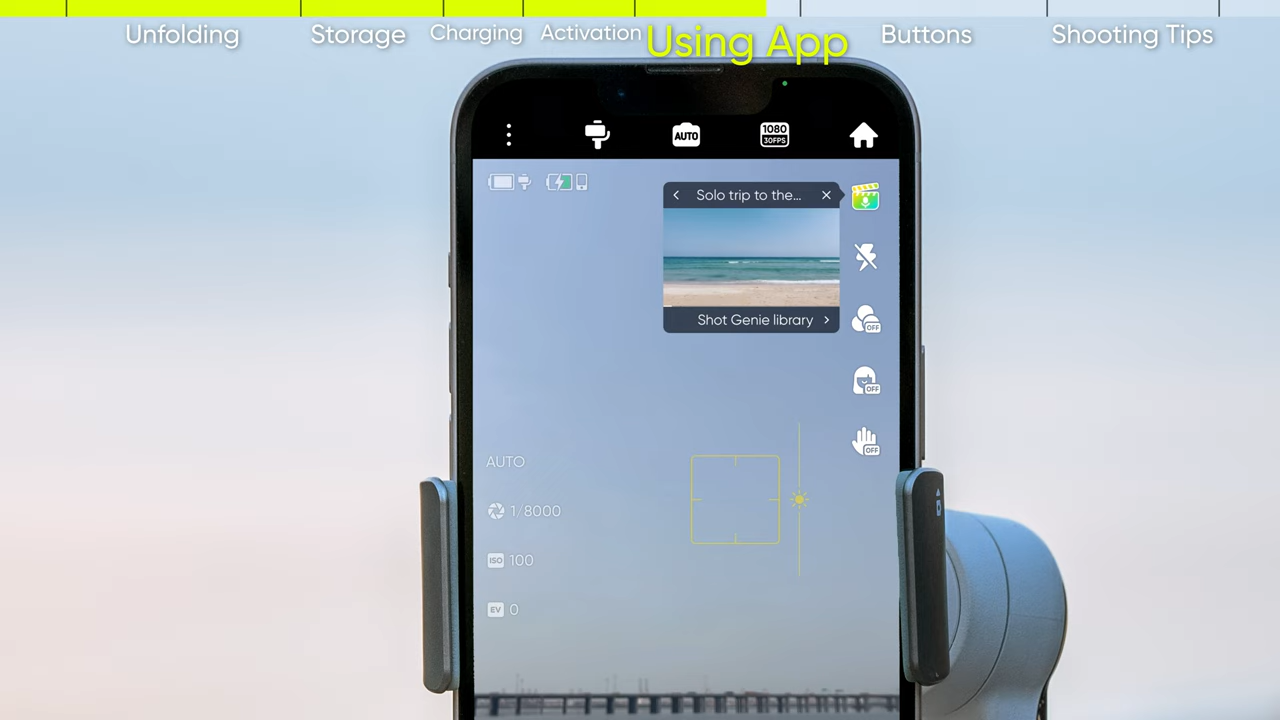 Unfolding
Storage
Charging
Activation
Using App
Buttons
Shooting Tips
AUTO
1080
30FPS
Solo trip to the...
Shot Genie library
OFF
OFF
OFF
AUTO
1/8000
ISO 100
EV 0